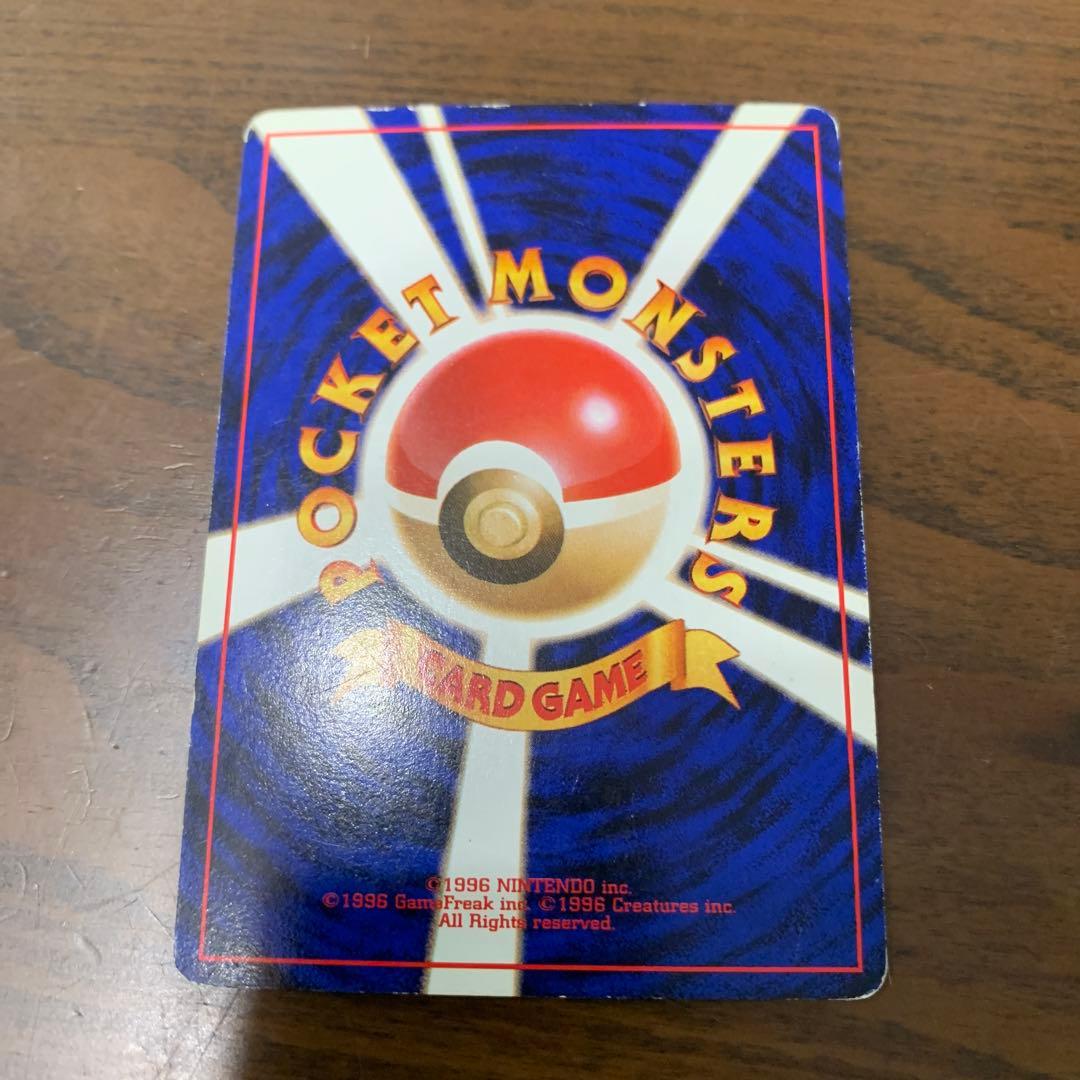 POCKET MONSTERS
CARD GAME
©1996 NINTENDO inc.
©1996 GameFreak inc. ©1996 Creatures inc.
All Rights reserved.